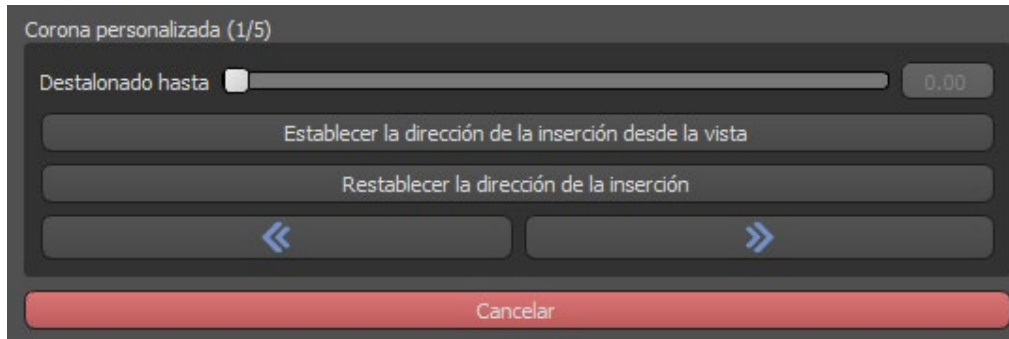 Corona personalizada (1/5)
Destalonado hasta 0.00
Establecer la dirección de la inserción desde la vista
Restablecer la dirección de la inserción
Cancelar